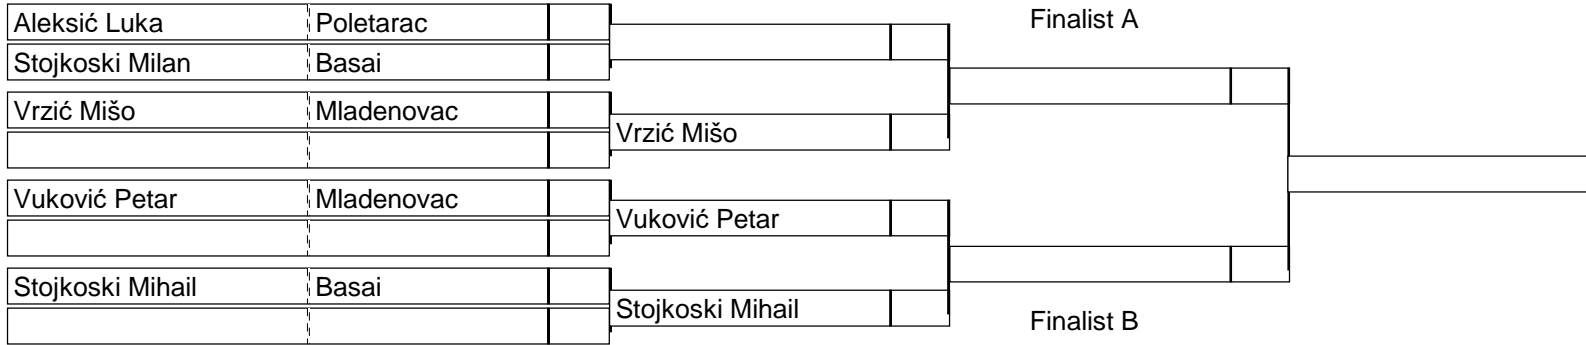 Aleksić Luka Poletarac
Finalist A
Stojkoski Milan Basai
Vrzić Mišo Mladenovac
Vrzić Mišo
Vuković Petar Mladenovac
Vuković Petar
Stojkoski Mihail Basai
Stojkoski Mihail
Finalist B